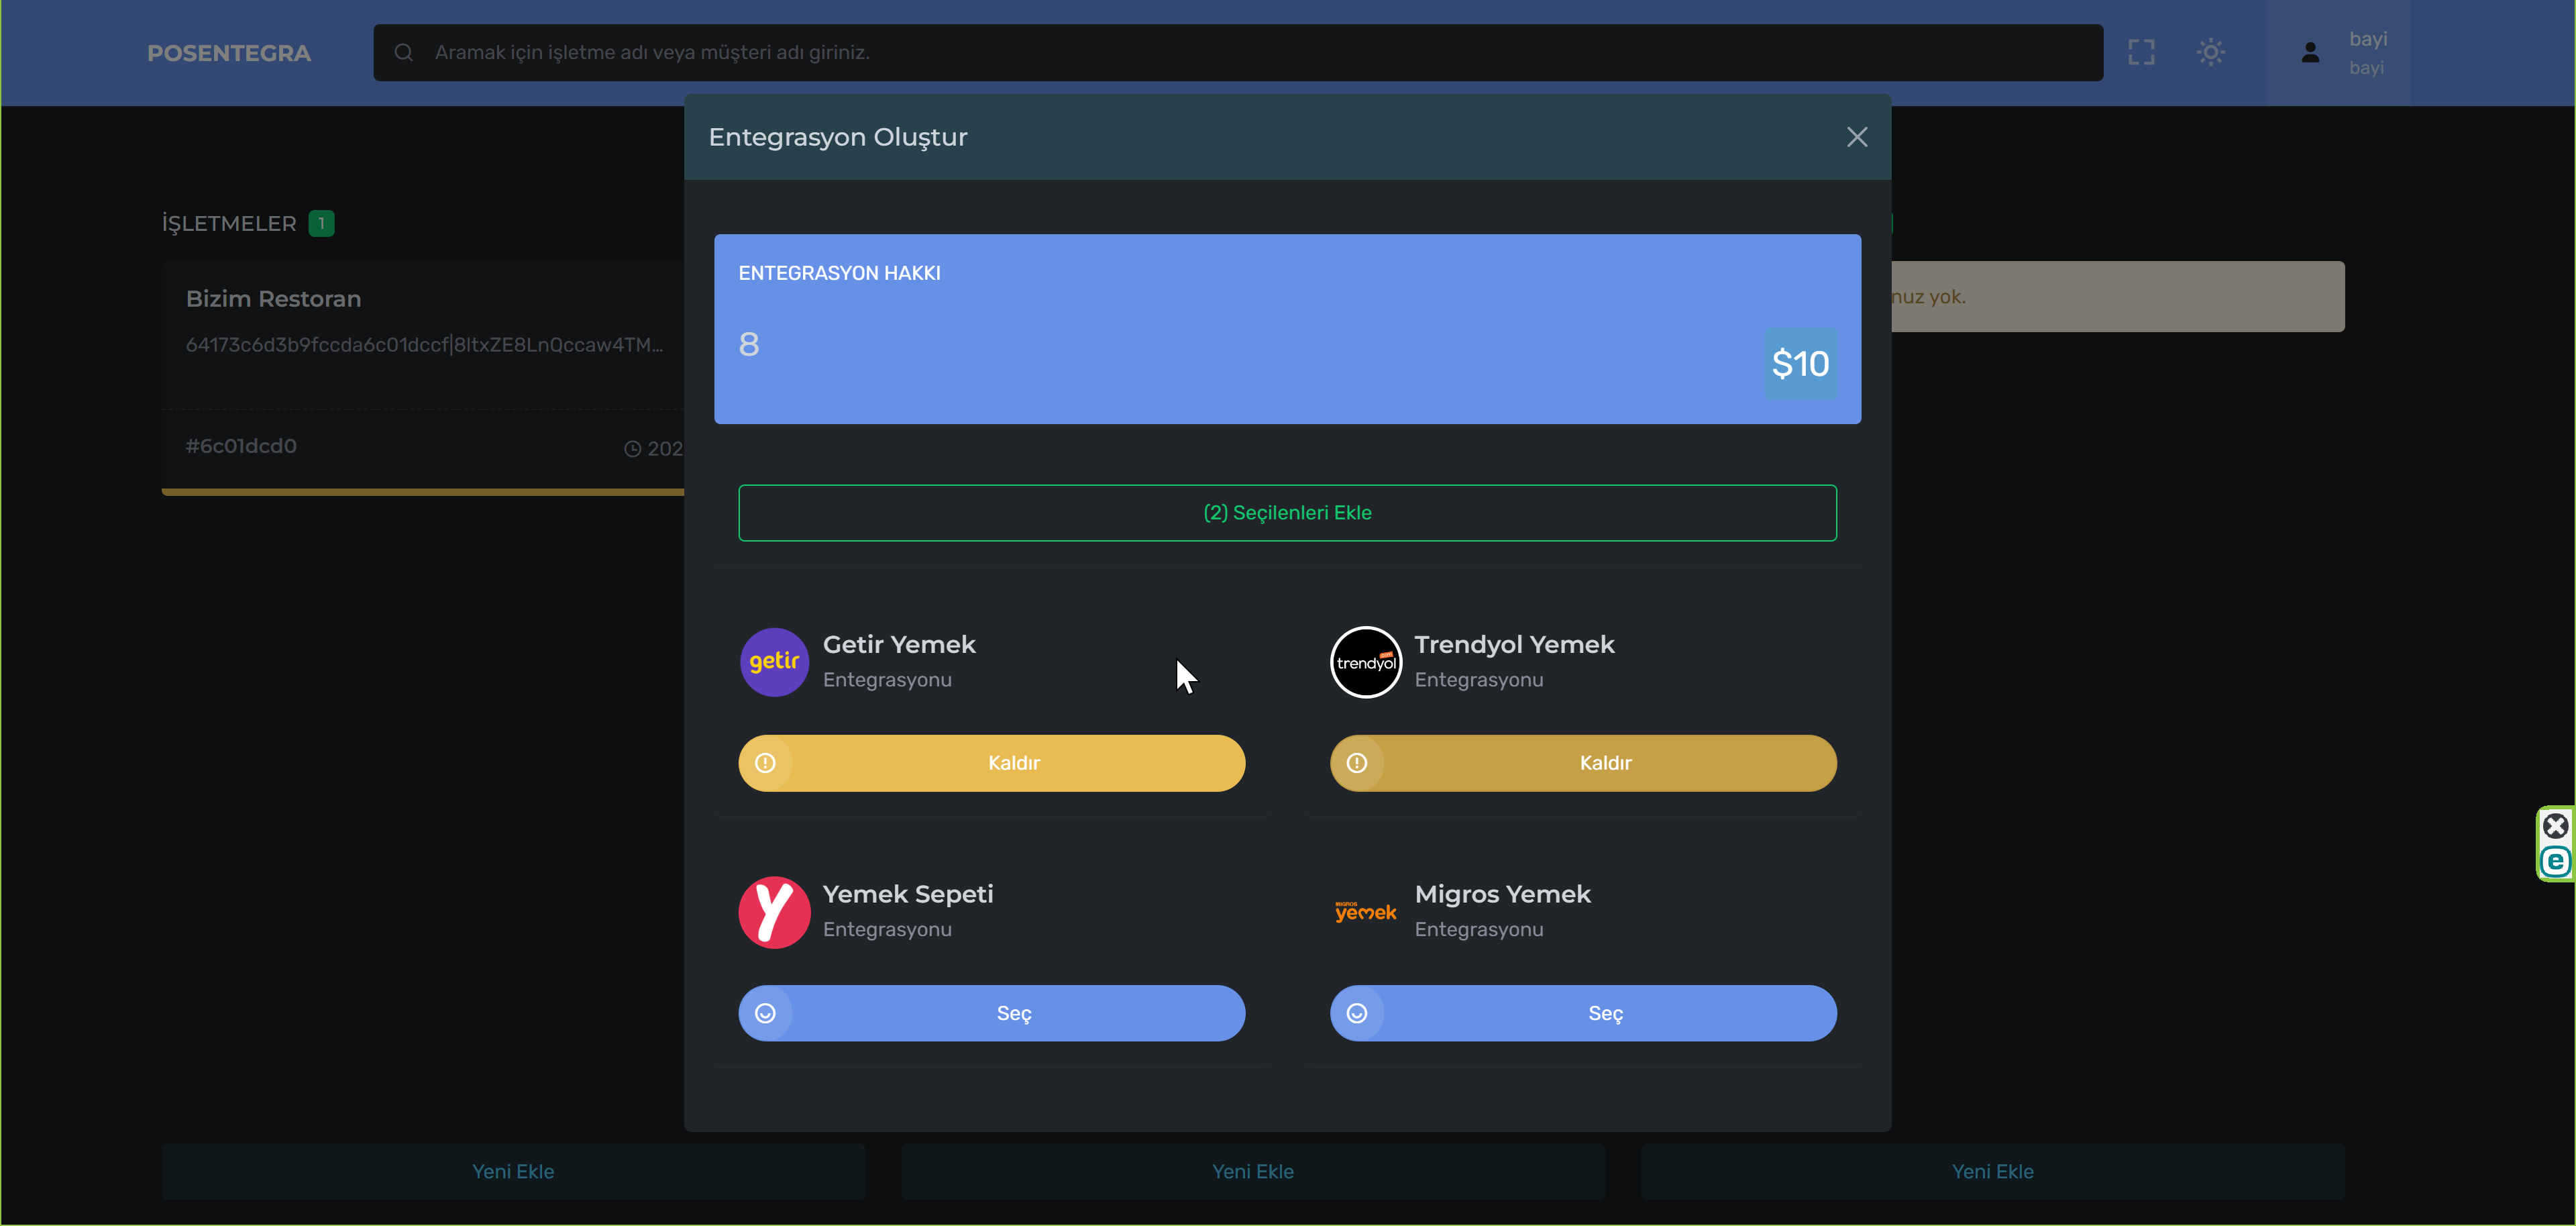 POSENTEGRA
Aramak için işletme adı veya müşteri adı giriniz.
bayi
bayi
Entegrasyon Oluştur
İŞLETMELER 1
Bizim Restoran
#6c01dcd0
202
nuz yok.
ENTEGRASYON HAKKI
8
$10
(2) Seçilenleri Ekle
getir
Getir Yemek
Entegrasyonu
Kaldır
trendyol
Trendyol Yemek
Entegrasyonu
Kaldır
Yemek Sepeti
Entegrasyonu
Seç
MIGROS
yemek
Migros Yemek
Entegrasyonu
Seç
Yeni Ekle
Yeni Ekle
Yeni Ekle